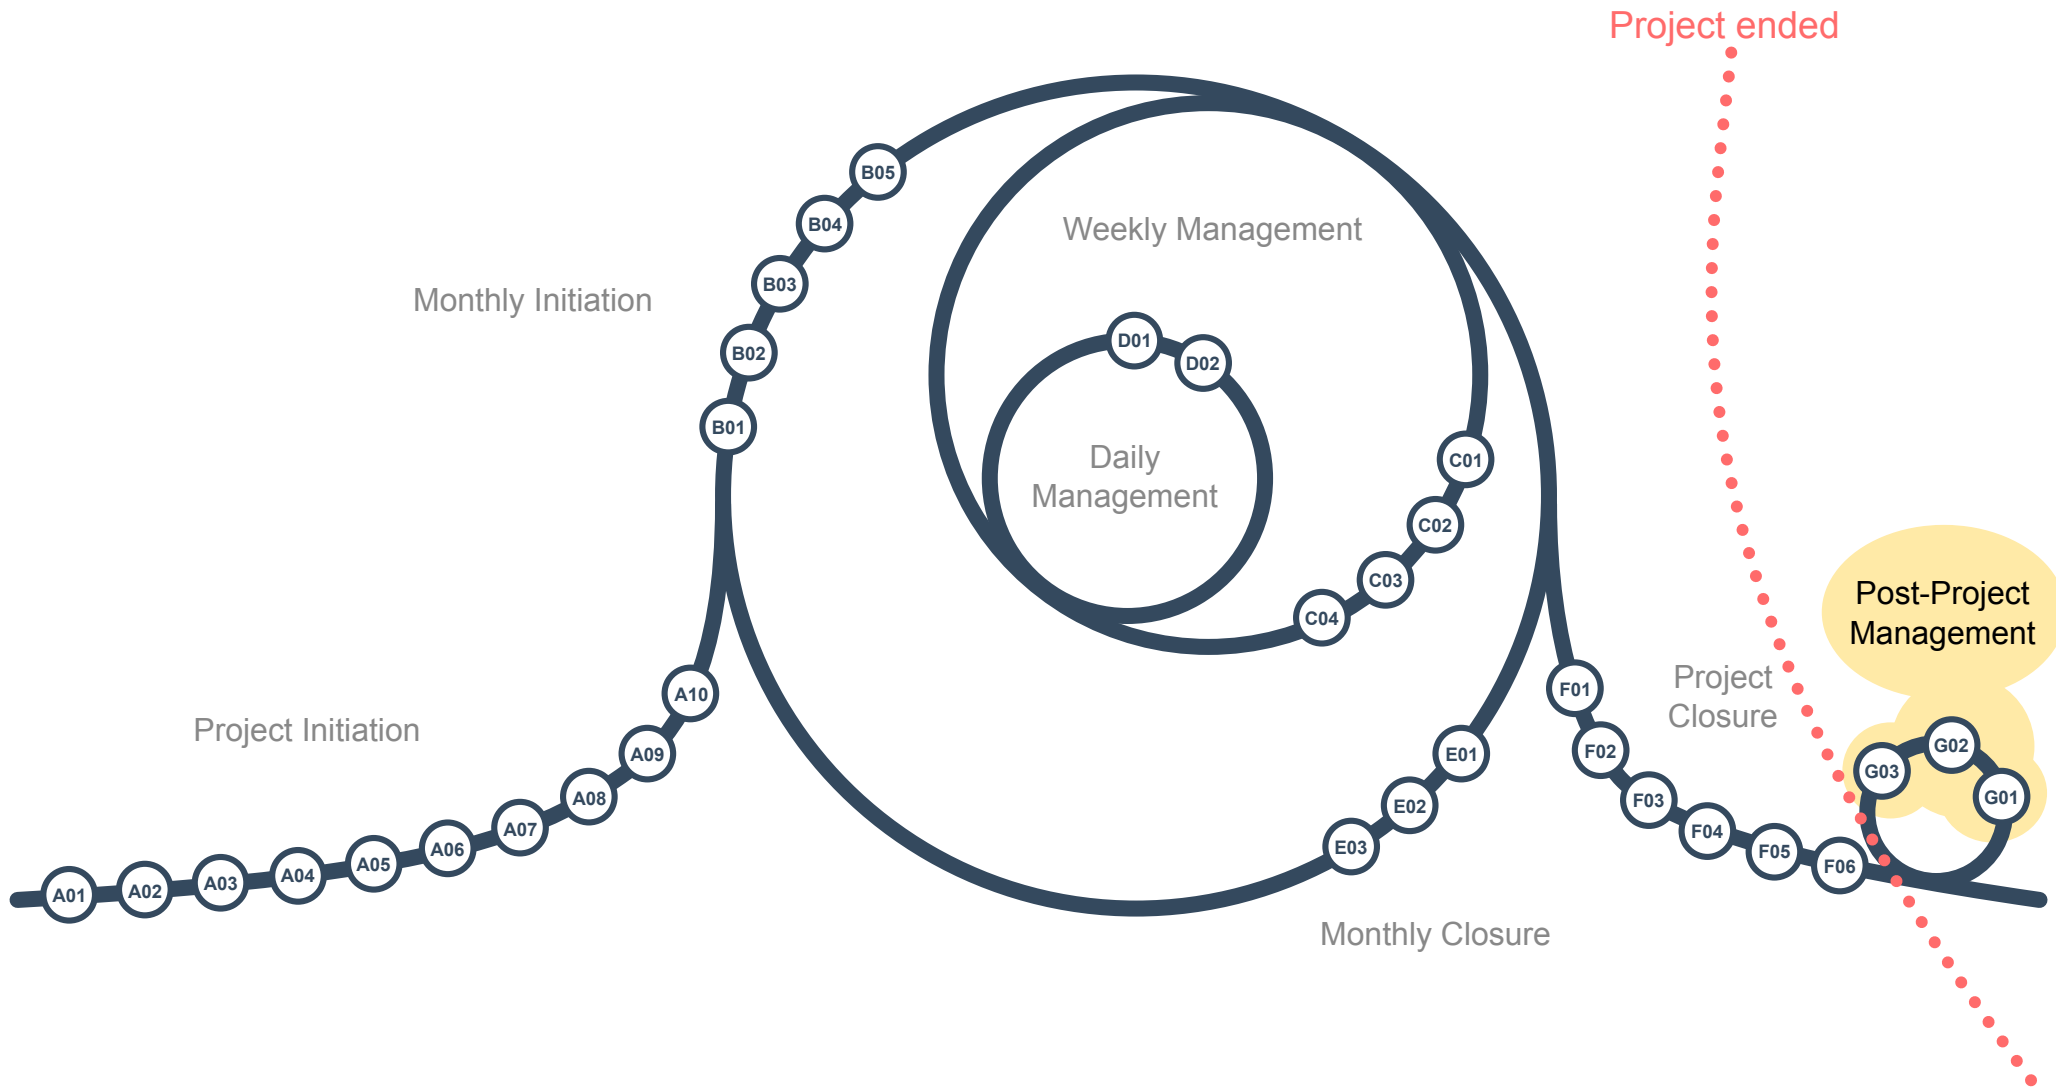 Project ended
B05
B04
B03
B02
B01
Monthly Initiation
Weekly Management
D01
D02
Daily
Management
C01
C02
C03
C04
Project Initiation
A01
A02
A03
A04
A05
A06
A07
A08
A09
A10
E01
E02
E03
Monthly Closure
Project
Closure
F01
F02
F03
F04
F05
F06
Post-Project
Management
G03
G02
G01